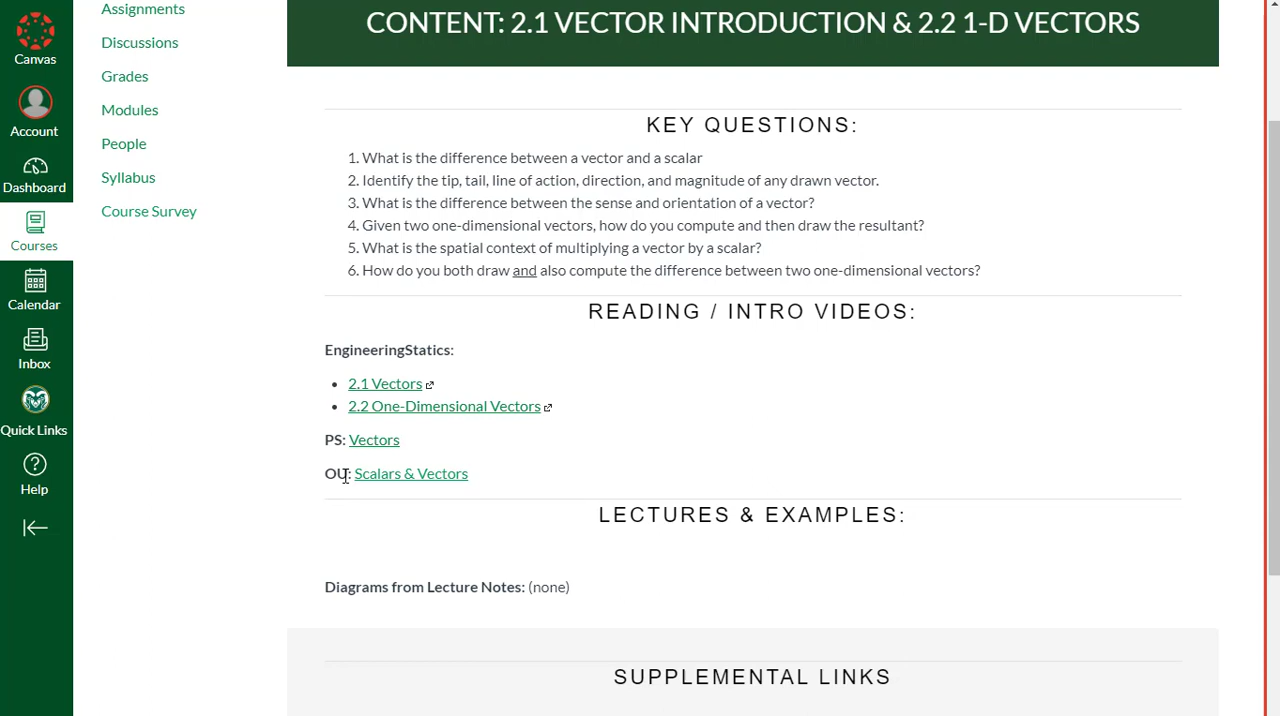 Canvas
Account
Dashboard
Courses
Calendar
Inbox
Quick Links
Help
Assignments
Discussions
Grades
Modules
People
Syllabus
Course Survey
CONTENT: 2.1 VECTOR INTRODUCTION & 2.2 1-D VECTORS
KEY QUESTIONS:
1. What is the difference between a vector and a scalar
2. Identify the tip, tail, line of action, direction, and magnitude of any drawn vector.
3. What is the difference between the sense and orientation of a vector?
4. Given two one-dimensional vectors, how do you compute and then draw the resultant?
5. What is the spatial context of multiplying a vector by a scalar?
6. How do you both draw and also compute the difference between two one-dimensional vectors?
READING / INTRO VIDEOS:
EngineeringStatics:
• 2.1 Vectors
• 2.2 One-Dimensional Vectors
PS: Vectors
OU: Scalars & Vectors
LECTURES & EXAMPLES:
Diagrams from Lecture Notes: (none)
SUPPLEMENTAL LINKS